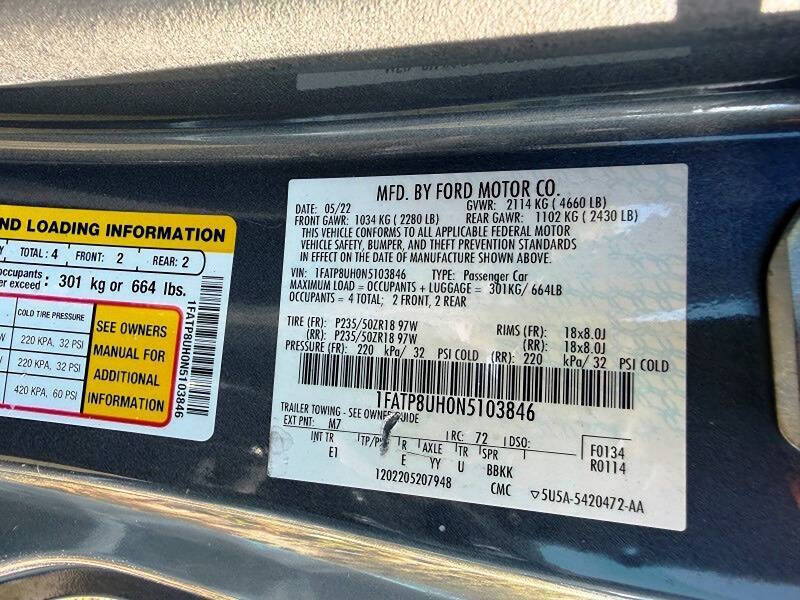 ND LOADING INFORMATION
Y TOTAL: 4 FRONT: 2 REAR: 2
occupants
r exceed: 301 kg or 664 lbs.
COLD TIRE PRESSURE
W 220 KPA, 32 PSI
W 220 KPA, 32 PSI
420 KPA, 60 PSI
SEE OWNERS
MANUAL FOR
ADDITIONAL
INFORMATION
1FATP8UH0N5103846
MFD. BY FORD MOTOR CO.
DATE: 05/22 GVWR: 2114 KG ( 4660 LB)
FRONT GAWR: 1034 KG ( 2280 LB) REAR GAWR: 1102 KG ( 2430 LB)
THIS VEHICLE CONFORMS TO ALL APPLICABLE FEDERAL MOTOR
VEHICLE SAFETY, BUMPER, AND THEFT PREVENTION STANDARDS
IN EFFECT ON THE DATE OF MANUFACTURE SHOWN ABOVE.
VIN: 1FATP8UH0N5103846 TYPE: Passenger Car
MAXIMUM LOAD = OCCUPANTS + LUGGAGE = 301KG/ 664LB
OCCUPANTS = 4 TOTAL; 2 FRONT, 2 REAR
TIRE (FR): P235/50ZR18 97W RIMS (FR): 18x8.0J
(RR): P235/50ZR18 97W (RR): 18x8.0J
PRESSURE (FR): 220 kPa/ 32 PSI COLD (RR): 220 kPa/ 32 PSI COLD
1FATP8UH0N5103846
TRAILER TOWING - SEE OWNER GUIDE
EXT PNT: M7 RC: 72 DSO: F0134
INT TR TP/P R AXLE TR SPR R0114
E1 E YY U BBKK
1202205207948 CMC ▽5U5A-5420472-AA